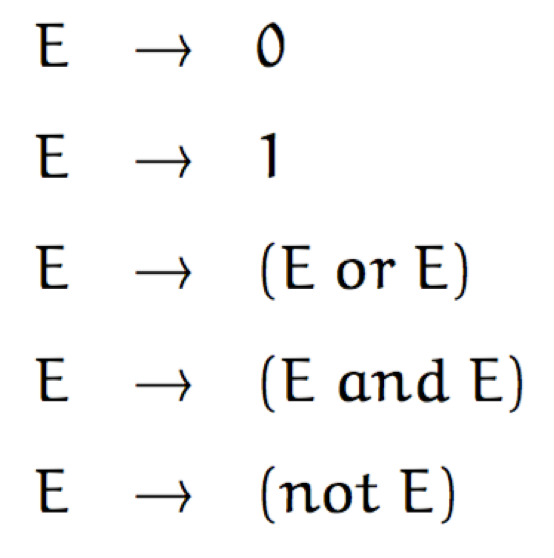 E → 0
E → 1
E → (E or E)
E → (E and E)
E → (not E)